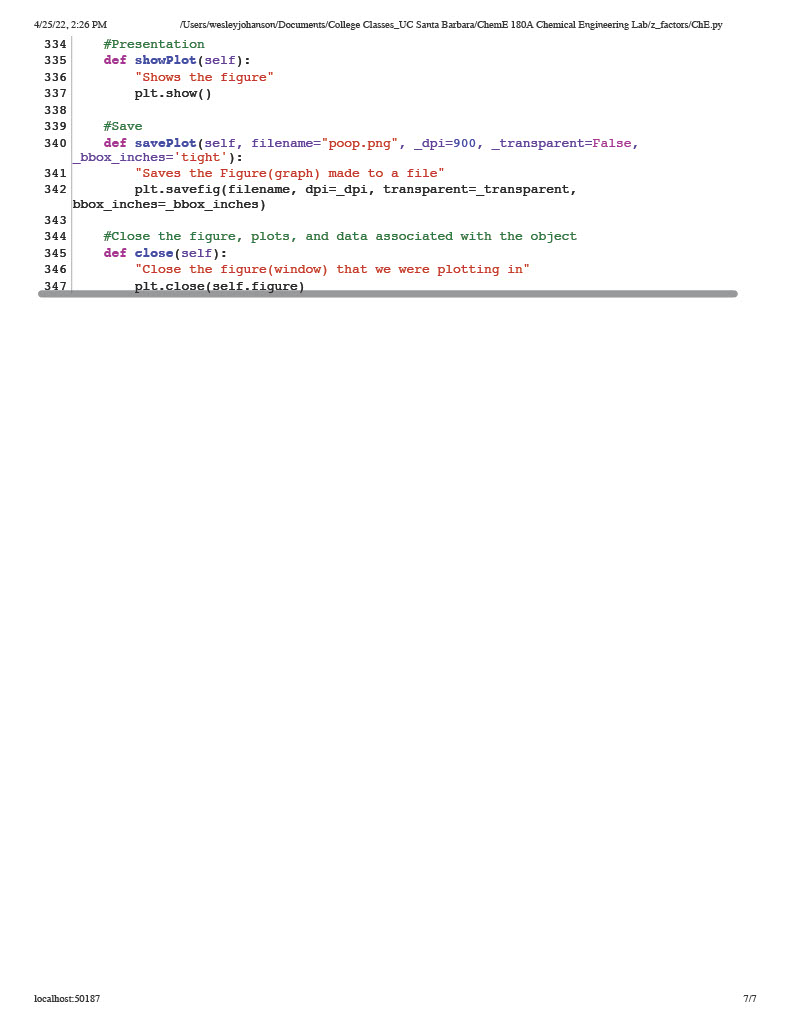 4/25/22, 2:26 PM /Users/wesleyjohanson/Documents/College Classes_UC Santa Barbara/ChemE 180A Chemical Engineering Lab/z_factors/ChE.py
334     #Presentation
335     def showPlot(self):
336         "Shows the figure"
337         plt.show()
338
339     #Save
340     def savePlot(self, filename="poop.png", _dpi=900, _transparent=False,
_bbox_inches='tight'):
341         "Saves the Figure(graph) made to a file"
342         plt.savefig(filename, dpi=_dpi, transparent=_transparent,
bbox_inches=_bbox_inches)
343
344     #Close the figure, plots, and data associated with the object
345     def close(self):
346         "Close the figure(window) that we were plotting in"
347         plt.close(self.figure)
localhost:50187 7/7